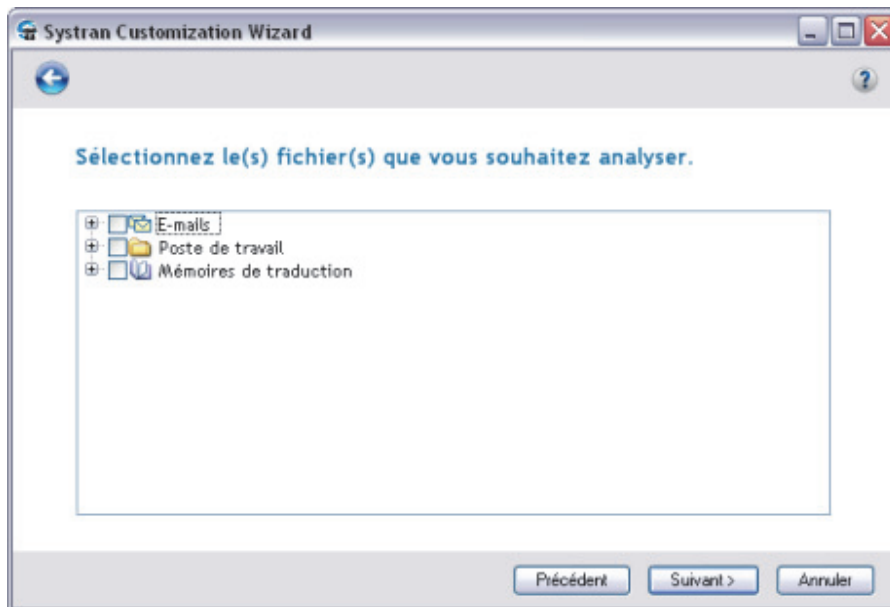 Systran Customization Wizard
?
Sélectionnez le(s) fichier(s) que vous souhaitez analyser.
E-mails
Poste de travail
Mémoires de traduction
Précédent Suivant > Annuler